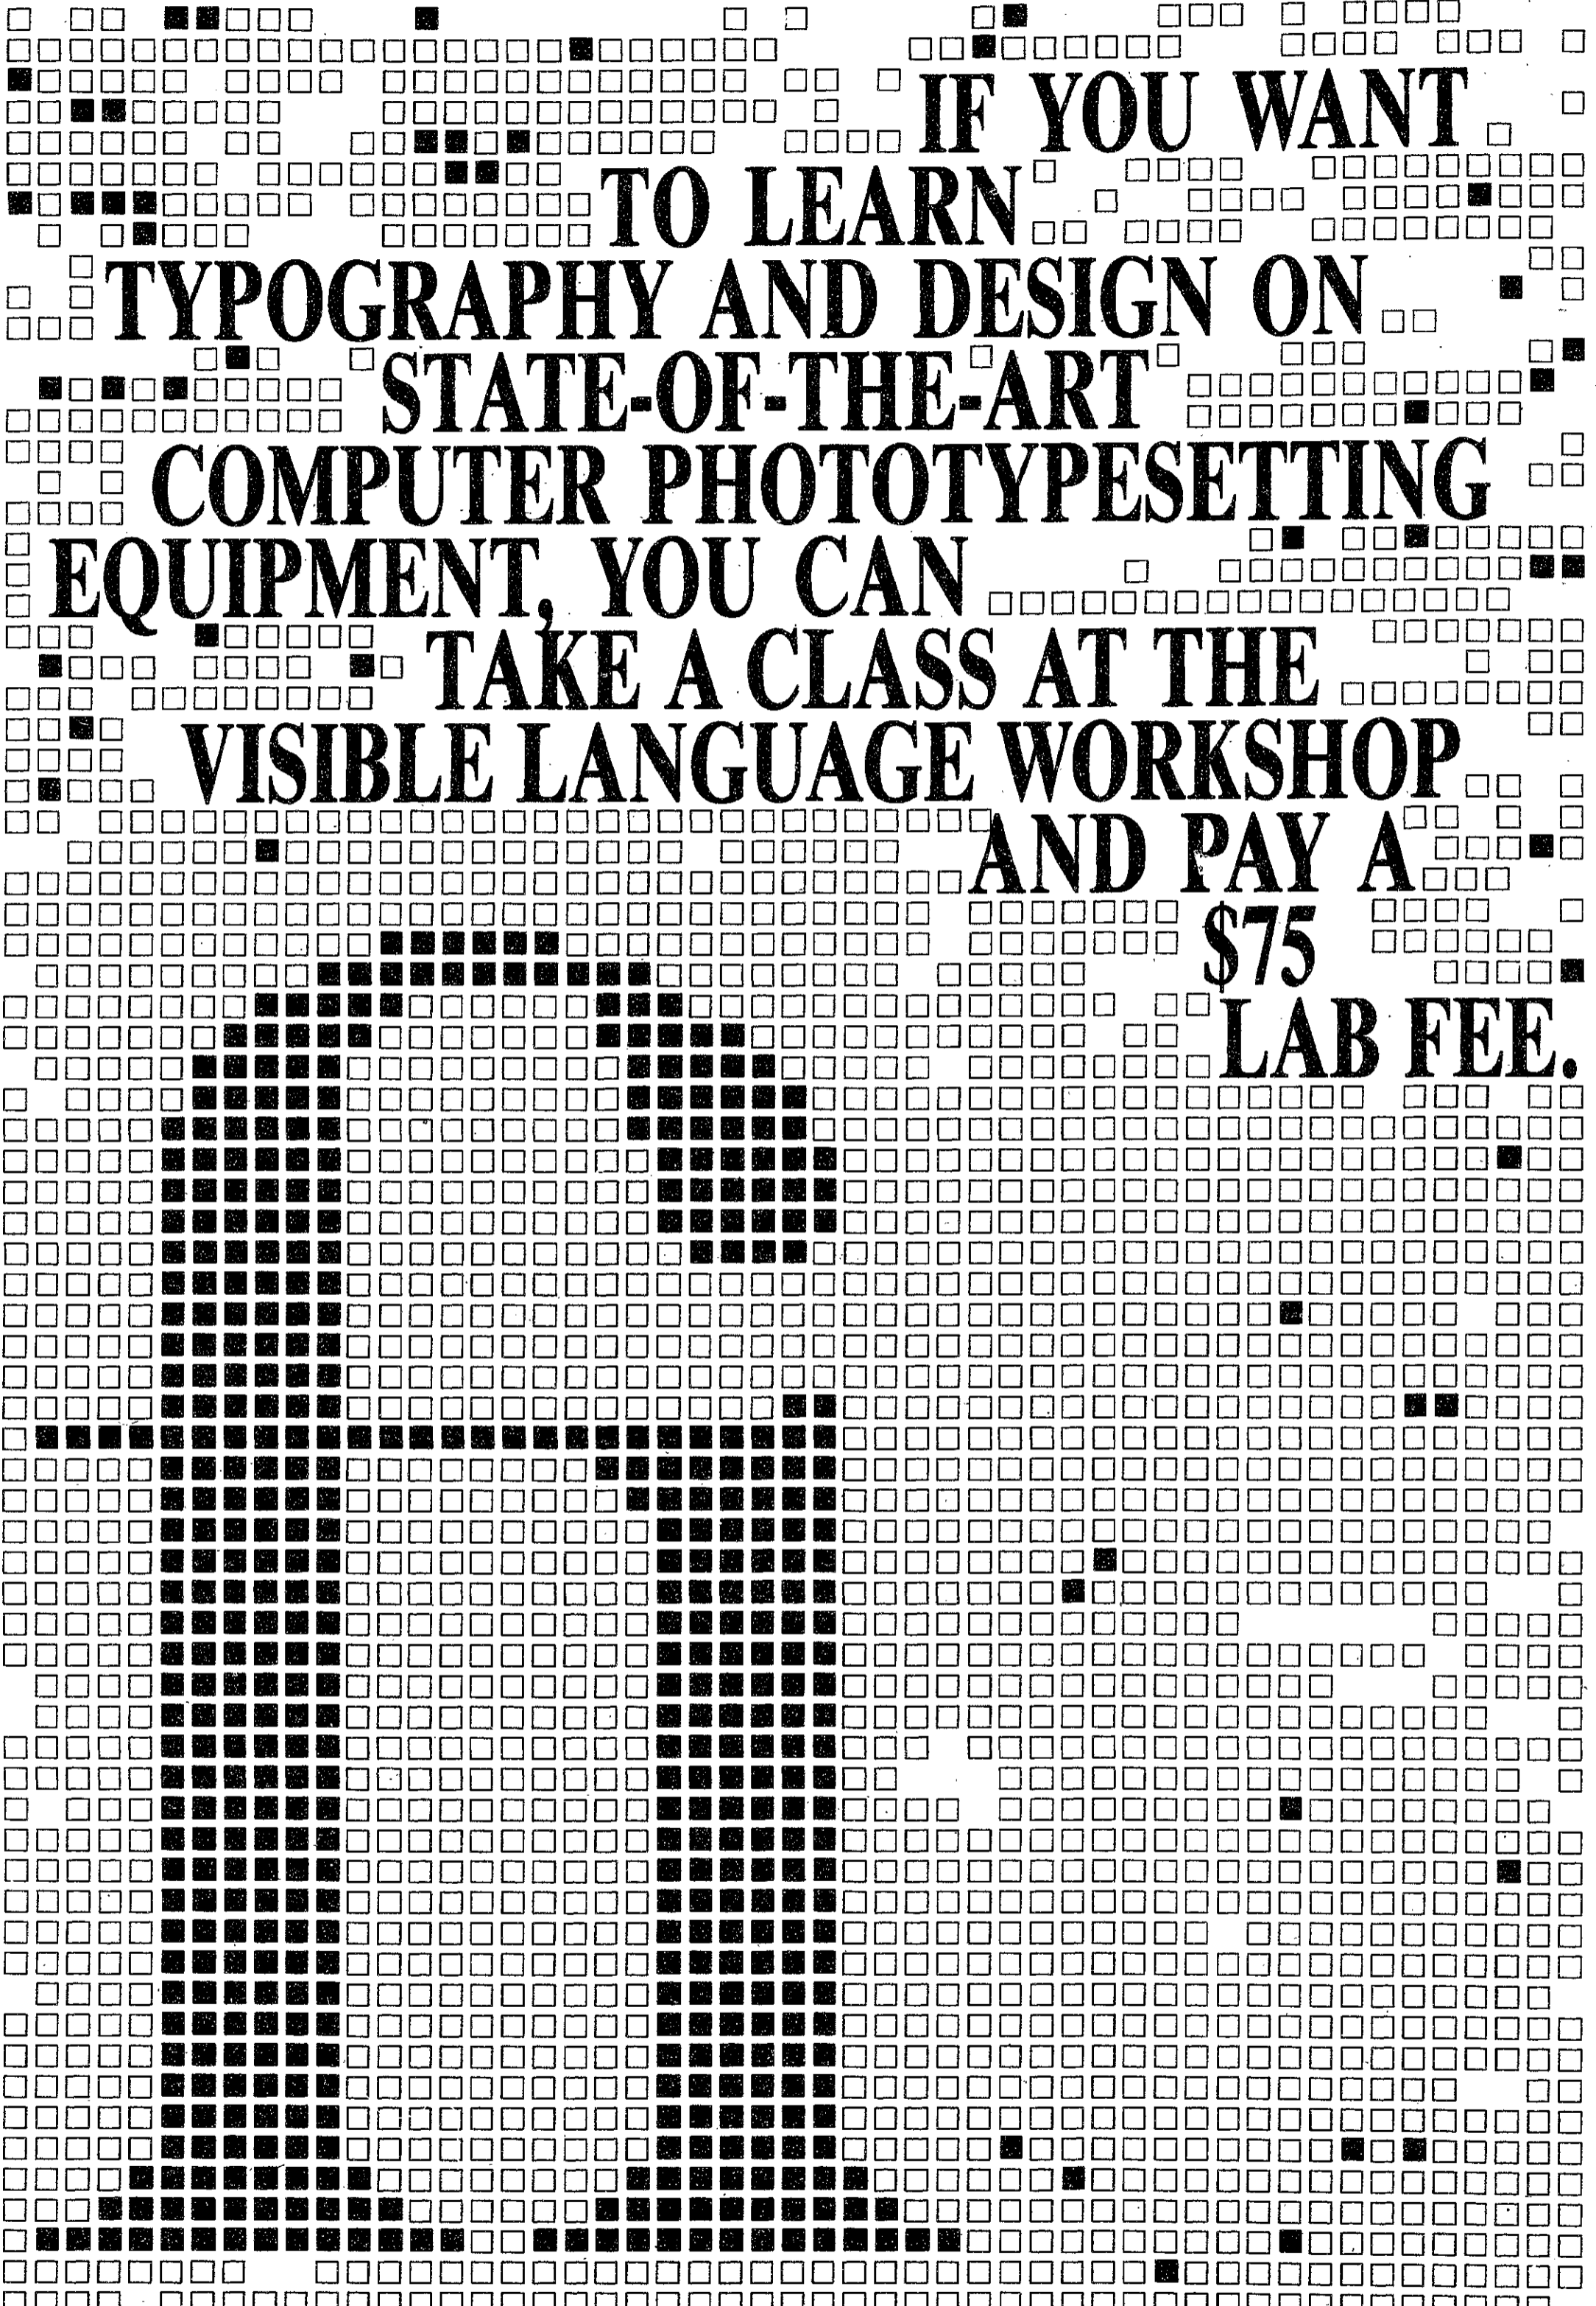 IF YOU WANT
TO LEARN
TYPOGRAPHY AND DESIGN ON
STATE-OF-THE-ART
COMPUTER PHOTOTYPESETTING
EQUIPMENT, YOU CAN
TAKE A CLASS AT THE
VISIBLE LANGUAGE WORKSHOP
AND PAY A
$75
LAB FEE.
fi